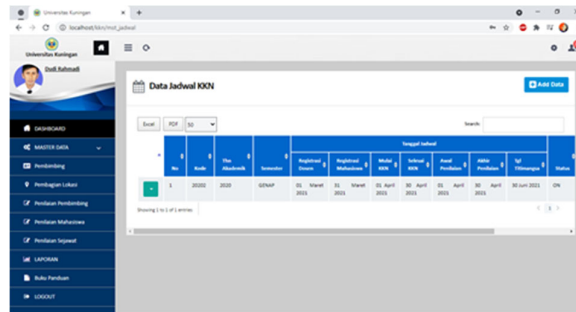 Universitas Kuningan
localhost/kkn/mst_jadwal
Universitas Kuningan
Dudi Rahmadi
DASHBOARD
MASTER DATA
Pembimbing
Pembagian Lokasi
Penilaian Pembimbing
Penilaian Mahasiswa
Penilaian Sejawat
LAPORAN
Buku Panduan
LOGOUT
Data Jadwal KKN
Add Data
Excel PDF 50
Search:
Tanggal Jadwal
No Kode Thn Akademik Semester Registrasi Dosen Registrasi Mahasiswa Mulai KKN Selesai KKN Awal Penilaian Akhir Penilaian Tgl Titimangsa Status
1 20202 2020 GENAP 01 Maret 2021 31 Maret 2021 01 April 2021 30 April 2021 01 April 2021 30 April 2021 30 Juni 2021 ON
Showing 1 to 1 of 1 entries
1